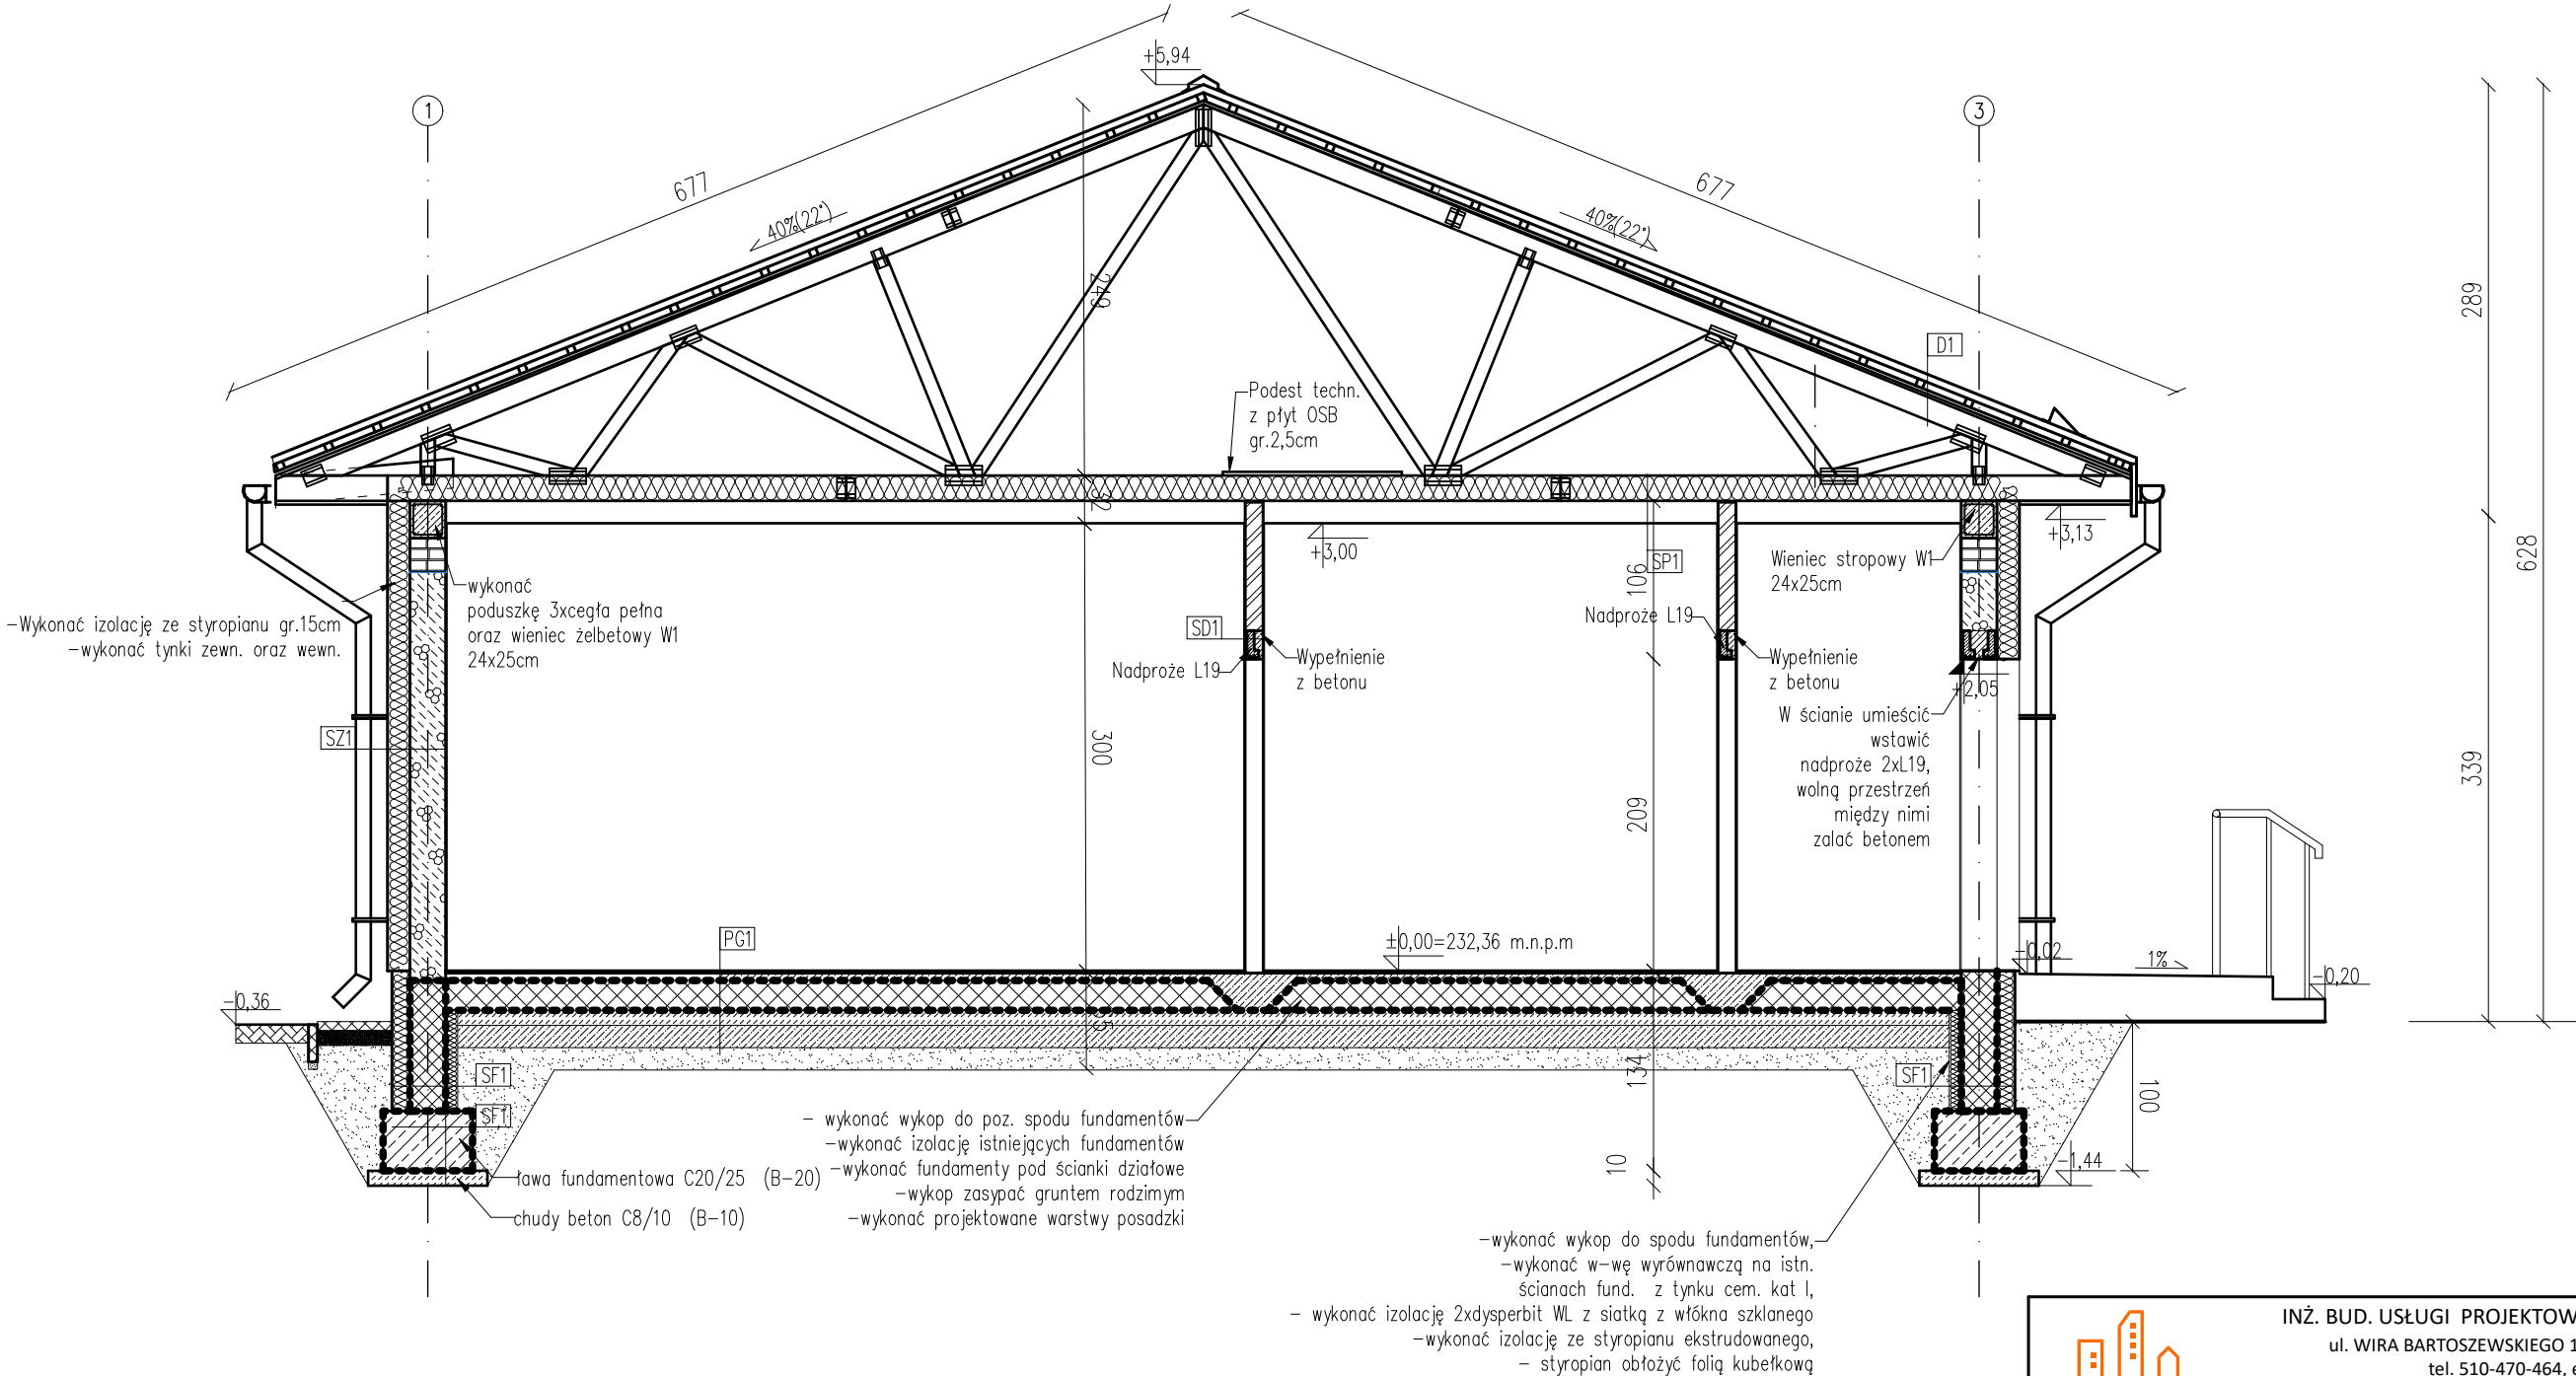 +5,94
1
3
677
677
40%(22°)
40%(22°)
249
289
D1
Podest techn.
z płyt OSB
gr.2,5cm
32
+3,00
+3,13
628
SP1
106
Wieniec stropowy W1
24x25cm
wykonać
poduszkę 3xcegła pełna
oraz wieniec żelbetowy W1
24x25cm
-Wykonać izolację ze styropianu gr.15cm
-wykonać tynki zewn. oraz wewn.
SD1
Nadproże L19
Wypełnienie
z betonu
Nadproże L19
Wypełnienie
z betonu
+2,05
W ścianie umieścić
wstawić
nadproże 2xL19,
wolną przestrzeń
między nimi
zalać betonem
SZ1
300
339
209
PG1
±0,00=232,36 m.n.p.m
-0,02
1%
-0,20
-0,36
SF1
SF1
SF1
134
100
10
-1,44
- wykonać wykop do poz. spodu fundamentów
-wykonać izolację istniejących fundamentów
-wykonać fundamenty pod ścianki działowe
-wykop zasypać gruntem rodzimym
-wykonać projektowane warstwy posadzki
ława fundamentowa C20/25 (B-20)
chudy beton C8/10 (B-10)
-wykonać wykop do spodu fundamentów,
-wykonać w-wę wyrównawczą na istn.
ścianach fund. z tynku cem. kat I,
- wykonać izolację 2xdysperbit WL z siatką z włókna szklanego
-wykonać izolację ze styropianu ekstrudowanego,
- styropian obłożyć folią kubełkową
INŻ. BUD. USŁUGI PROJEKTOW
ul. WIRA BARTOSZEWSKIEGO 1
tel. 510-470-464, e